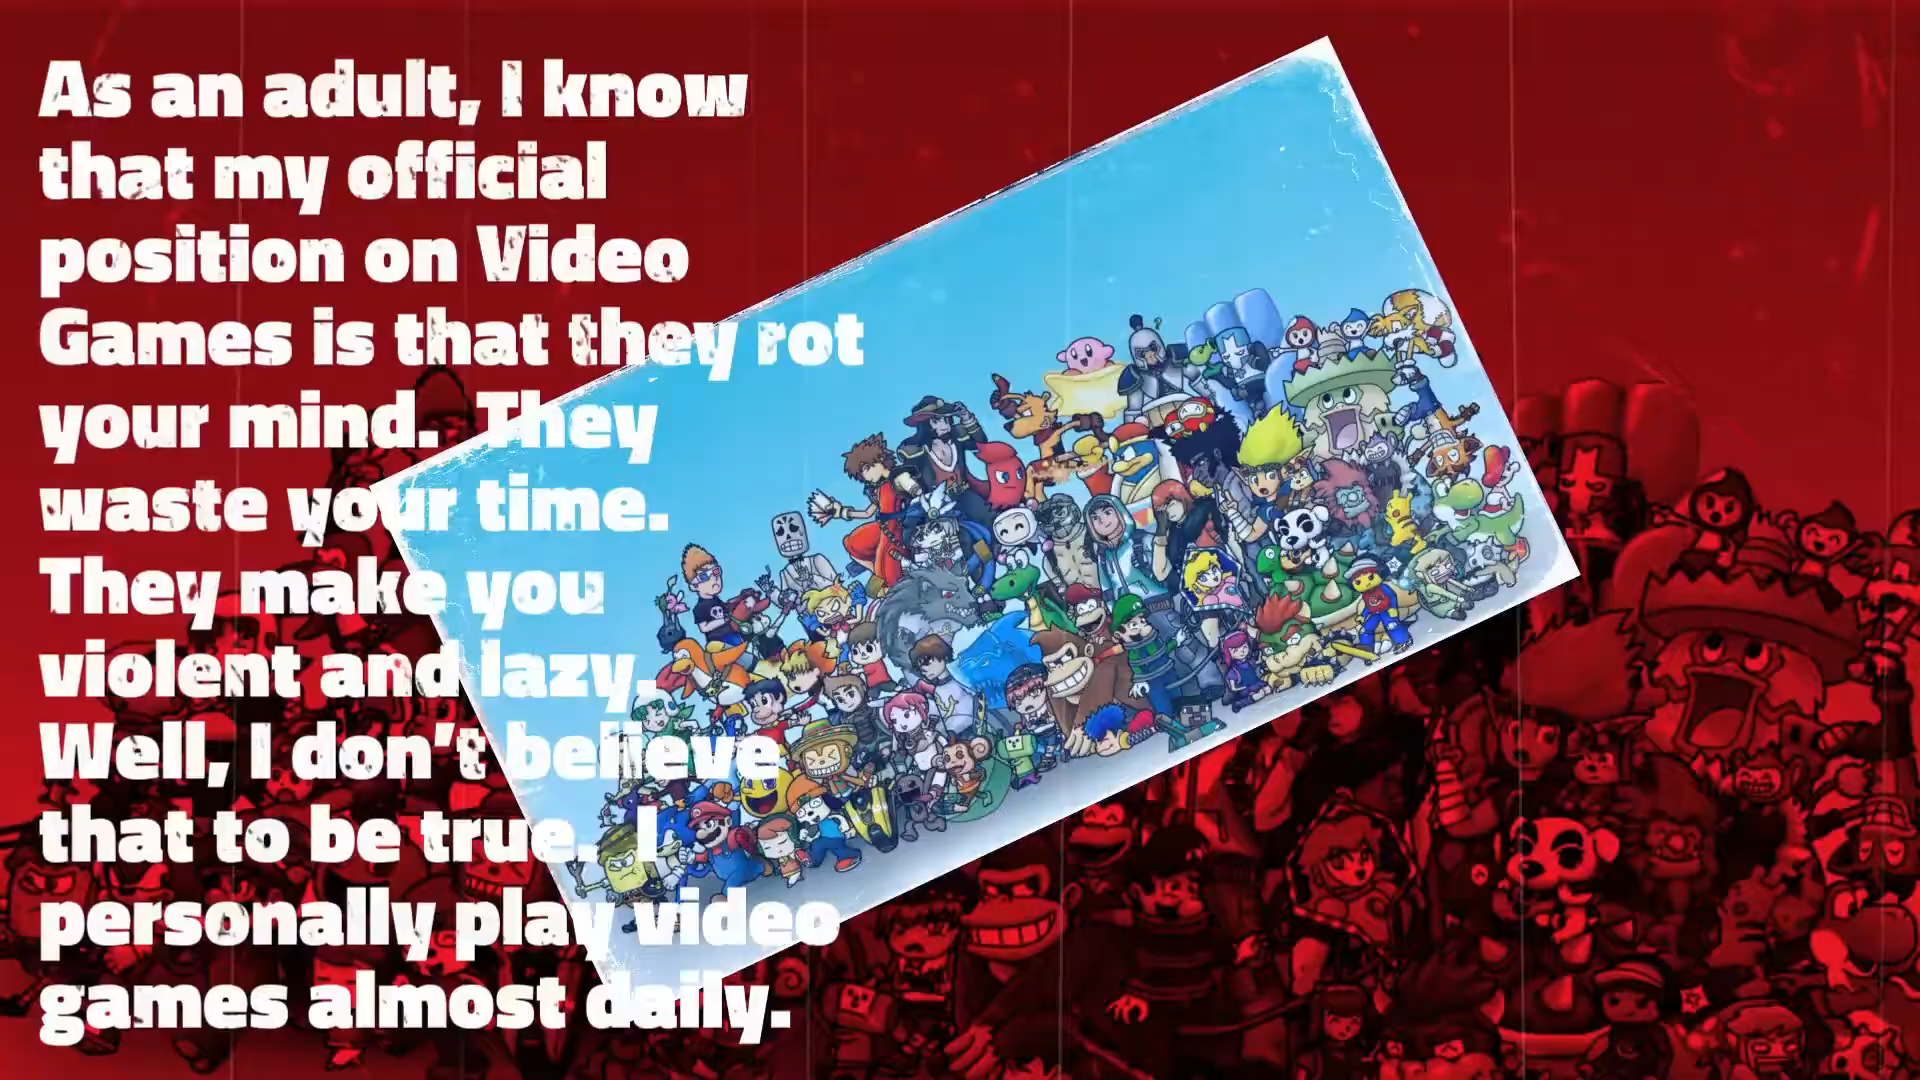 As an adult, I know
that my official
position on Video
Games is that they rot
your mind. They
waste your time.
They make you
violent and lazy.
Well, I don't believe
that to be true. I
personally play video
games almost daily.